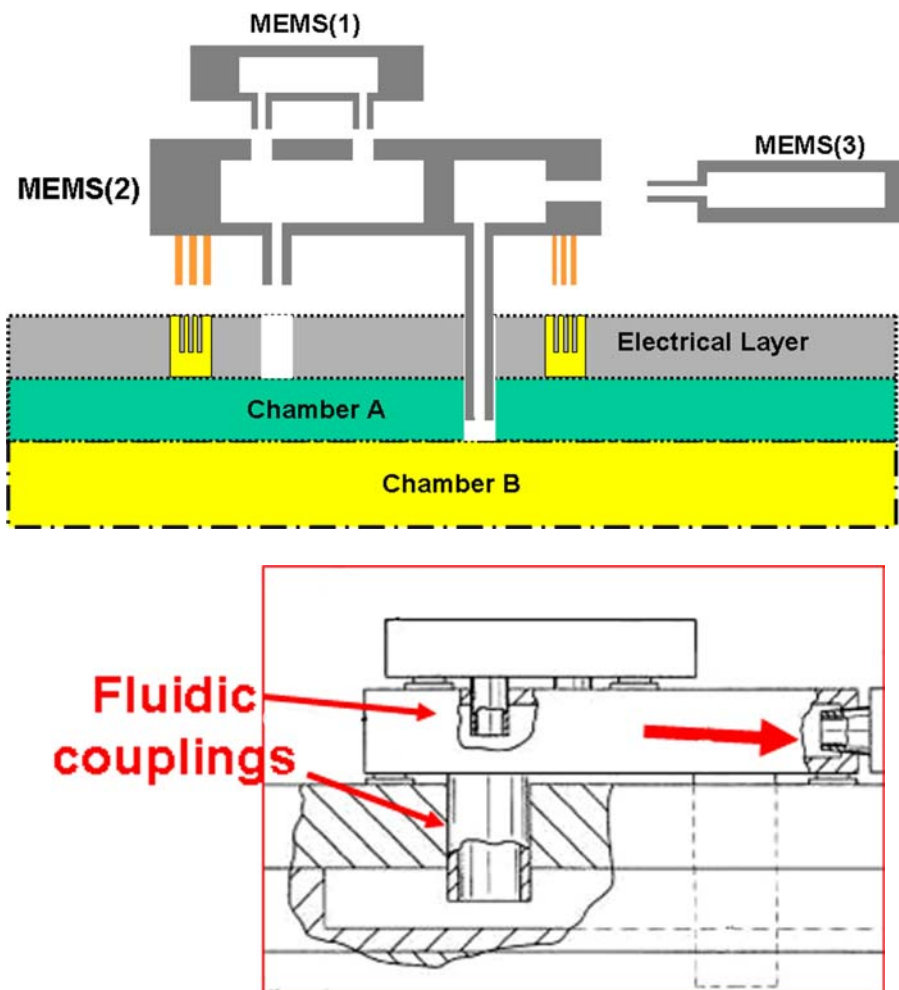 MEMS(1)
MEMS(3)
MEMS(2)
Electrical Layer
Chamber A
Chamber B
Fluidic
couplings